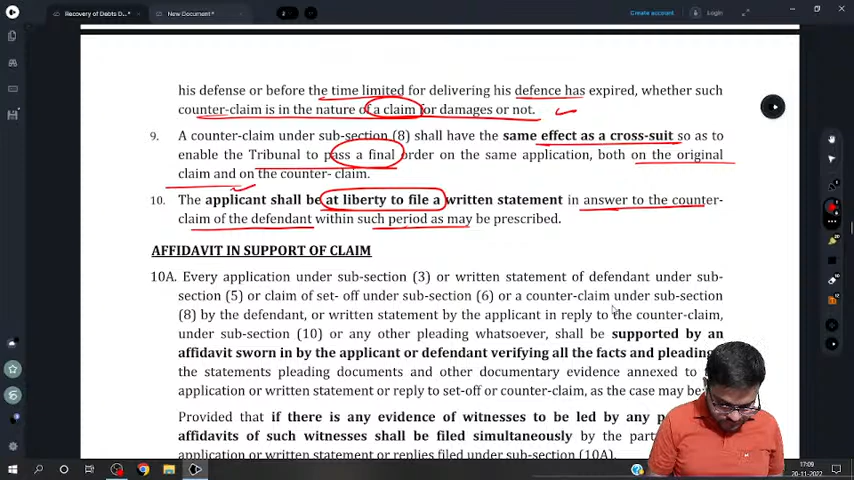 Recovery of Debts D...*
New Document*
2
Create account
Login
his defense or before the time limited for delivering his defence has expired, whether such
counter-claim is in the nature of a claim for damages or not.
9. A counter-claim under sub-section (8) shall have the same effect as a cross-suit so as to
enable the Tribunal to pass a final order on the same application, both on the original
claim and on the counter- claim.
10. The applicant shall be at liberty to file a written statement in answer to the counter-
claim of the defendant within such period as may be prescribed.
AFFIDAVIT IN SUPPORT OF CLAIM
10A. Every application under sub-section (3) or written statement of defendant under sub-
section (5) or claim of set- off under sub-section (6) or a counter-claim under sub-section
(8) by the defendant, or written statement by the applicant in reply to the counter-claim,
under sub-section (10) or any other pleading whatsoever, shall be supported by an
affidavit sworn in by the applicant or defendant verifying all the facts and pleading
the statements pleading documents and other documentary evidence annexed to
application or written statement or reply to set-off or counter-claim, as the case may be
Provided that if there is any evidence of witnesses to be led by any
affidavits of such witnesses shall be filed simultaneously by the
application or written statement or replies filed under sub-section (10A).
17:09
20-11-2022